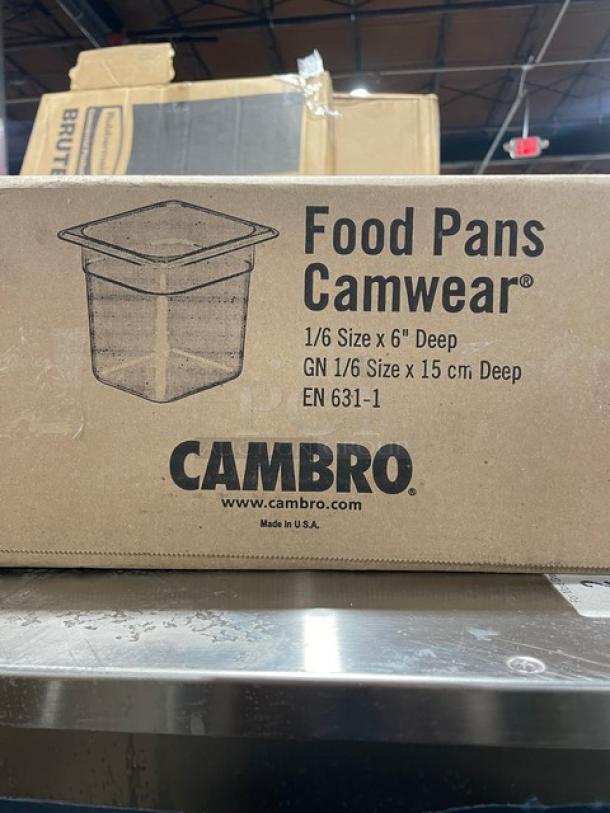 Rubbermaid
BRUTE
Food Pans
Camwear®
1/6 Size x 6" Deep
GN 1/6 Size x 15 cm Deep
EN 631-1
CAMBRO®
www.cambro.com
Made in U.S.A.